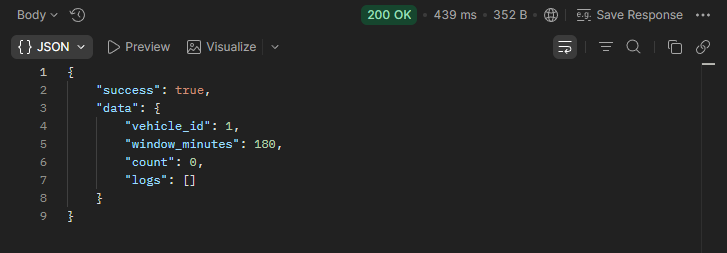 Body 200 OK 439 ms 352 B e.g. Save Response
{} JSON Preview Visualize
1 {
2 "success": true,
3 "data": {
4 "vehicle_id": 1,
5 "window_minutes": 180,
6 "count": 0,
7 "logs": []
8 }
9 }